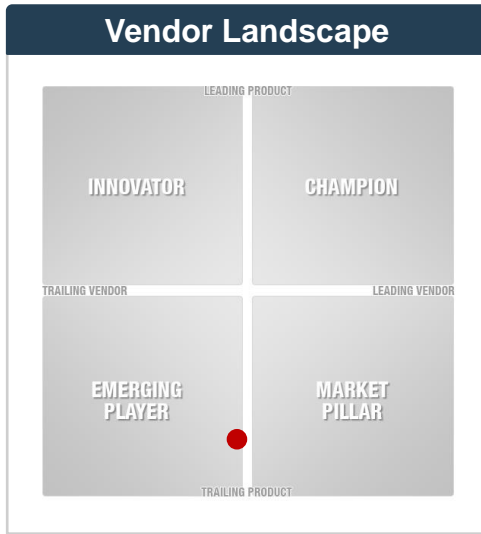 Vendor Landscape
LEADING PRODUCT
INNOVATOR
CHAMPION
TRAILING VENDOR
LEADING VENDOR
EMERGING
PLAYER
MARKET
PILLAR
TRAILING PRODUCT